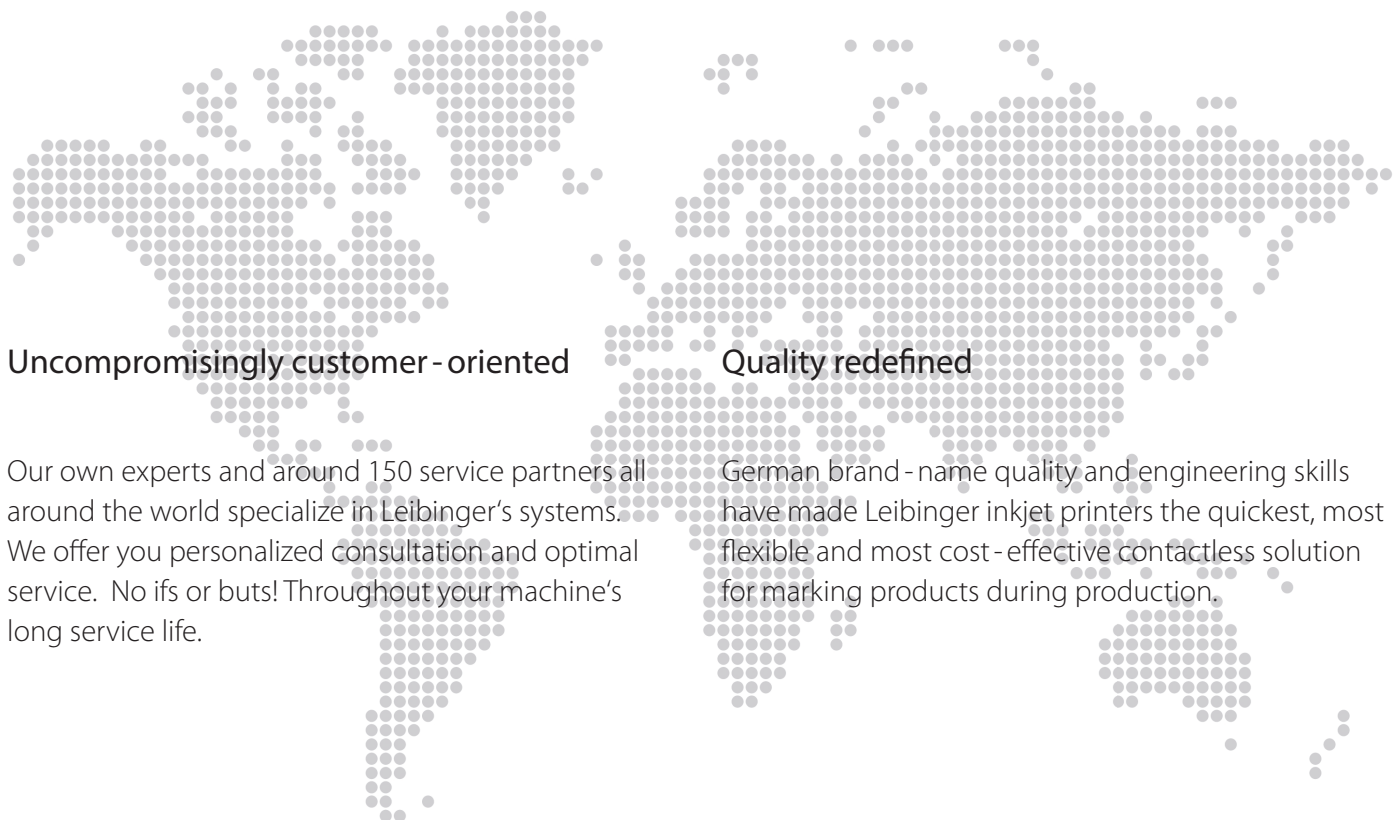 Uncompromisingly customer-oriented
Our own experts and around 150 service partners all
around the world specialize in Leibinger‘s systems.
We offer you personalized consultation and optimal
service.  No ifs or buts! Throughout your machine‘s
long service life.
Quality redefined
German brand-name quality and engineering skills
have made Leibinger inkjet printers the quickest, most
flexible and most cost-effective contactless solution
for marking products during production.